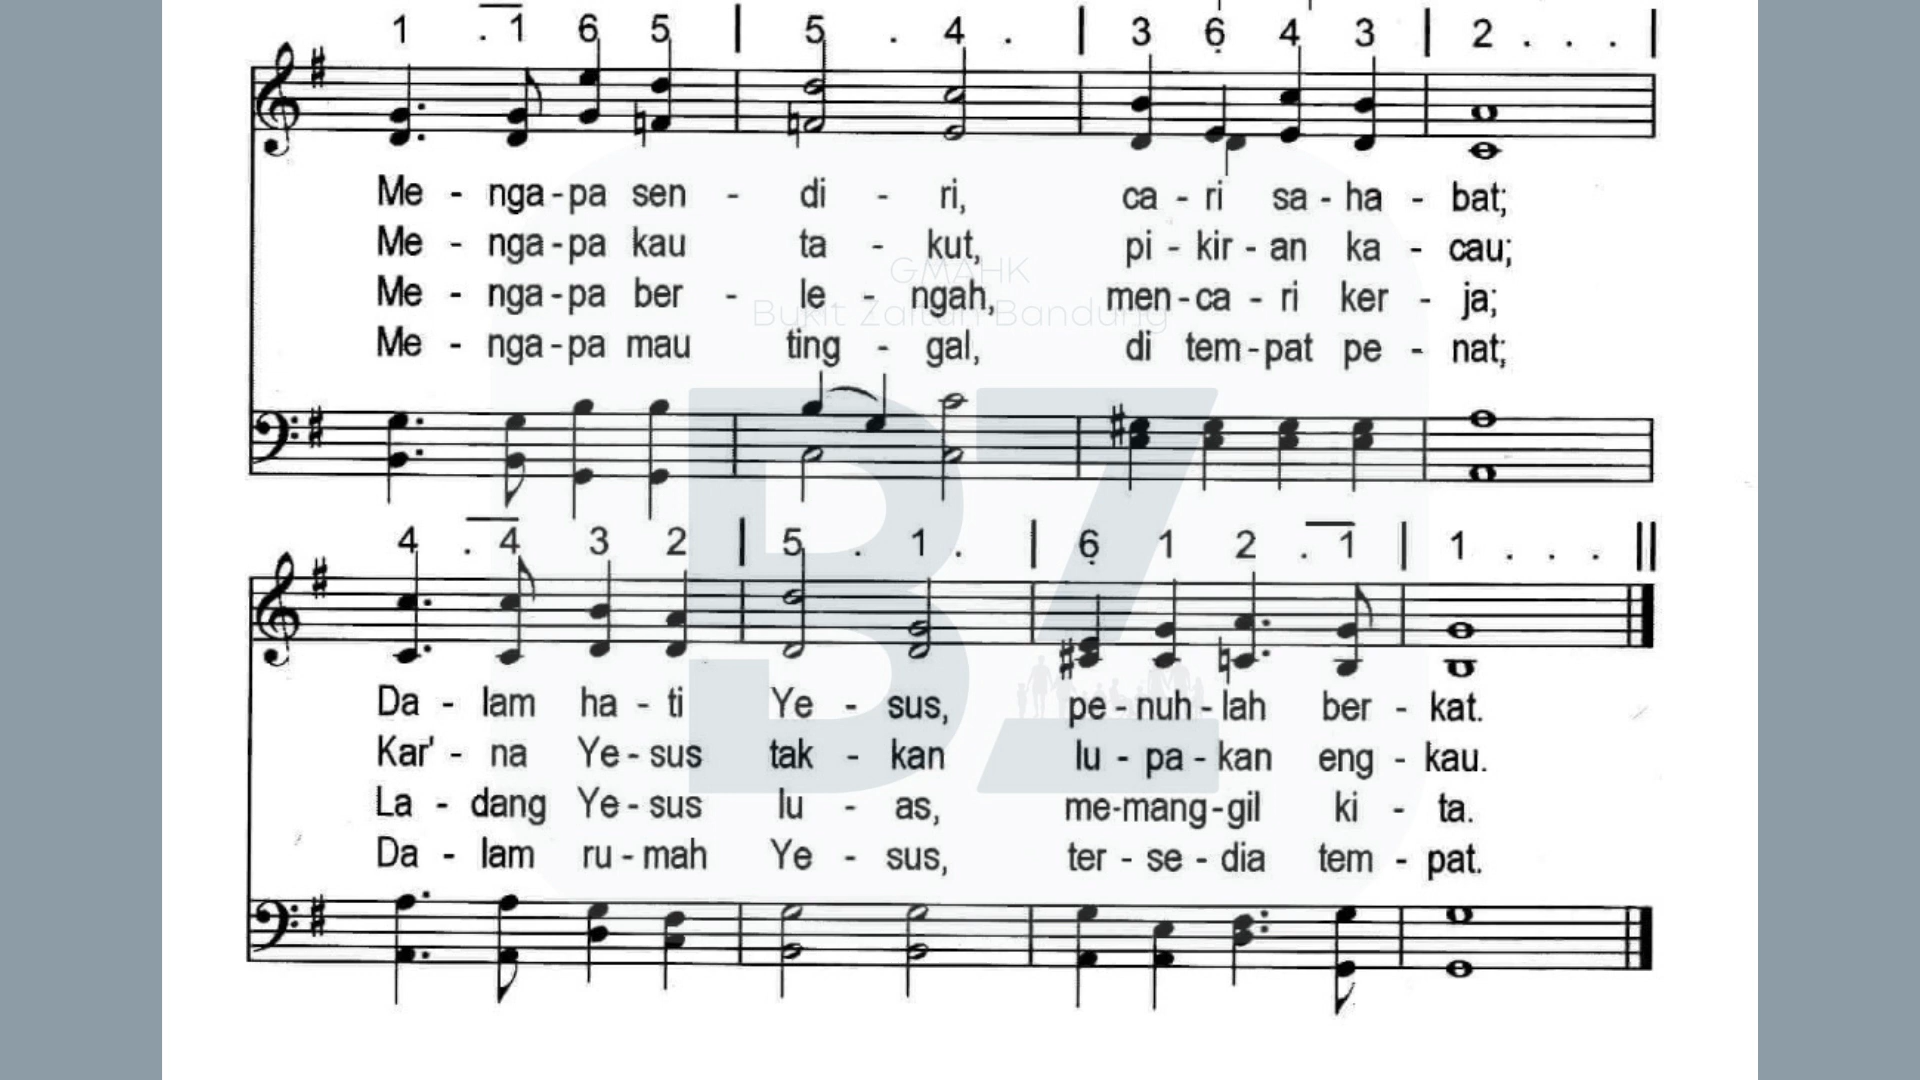 1 . 1 6 5 | 5 . 4 . | 3 6 4 3 | 2 . . . |
Me - nga - pa sen - di - ri, ca - ri sa - ha - bat;
Me - nga - pa kau ta - kut, pi - kir - an ka - cau;
GMAHK
Me - nga - pa ber - le - ngah, men - ca - ri ker - ja;
Bukit Zaitun Bandung
Me - nga - pa mau ting - gal, di tem - pat pe - nat;
BZ
4 . 4 3 2 | 5 . 1 . | 6 1 2 . 1 | 1 . . . ||
Da - lam ha - ti Ye - sus, pe - nuh - lah ber - kat.
Kar' - na Ye - sus tak - kan lu - pa - kan eng - kau.
La - dang Ye - sus lu - as, me - mang - gil ki - ta.
Da - lam ru - mah Ye - sus, ter - se - dia tem - pat.